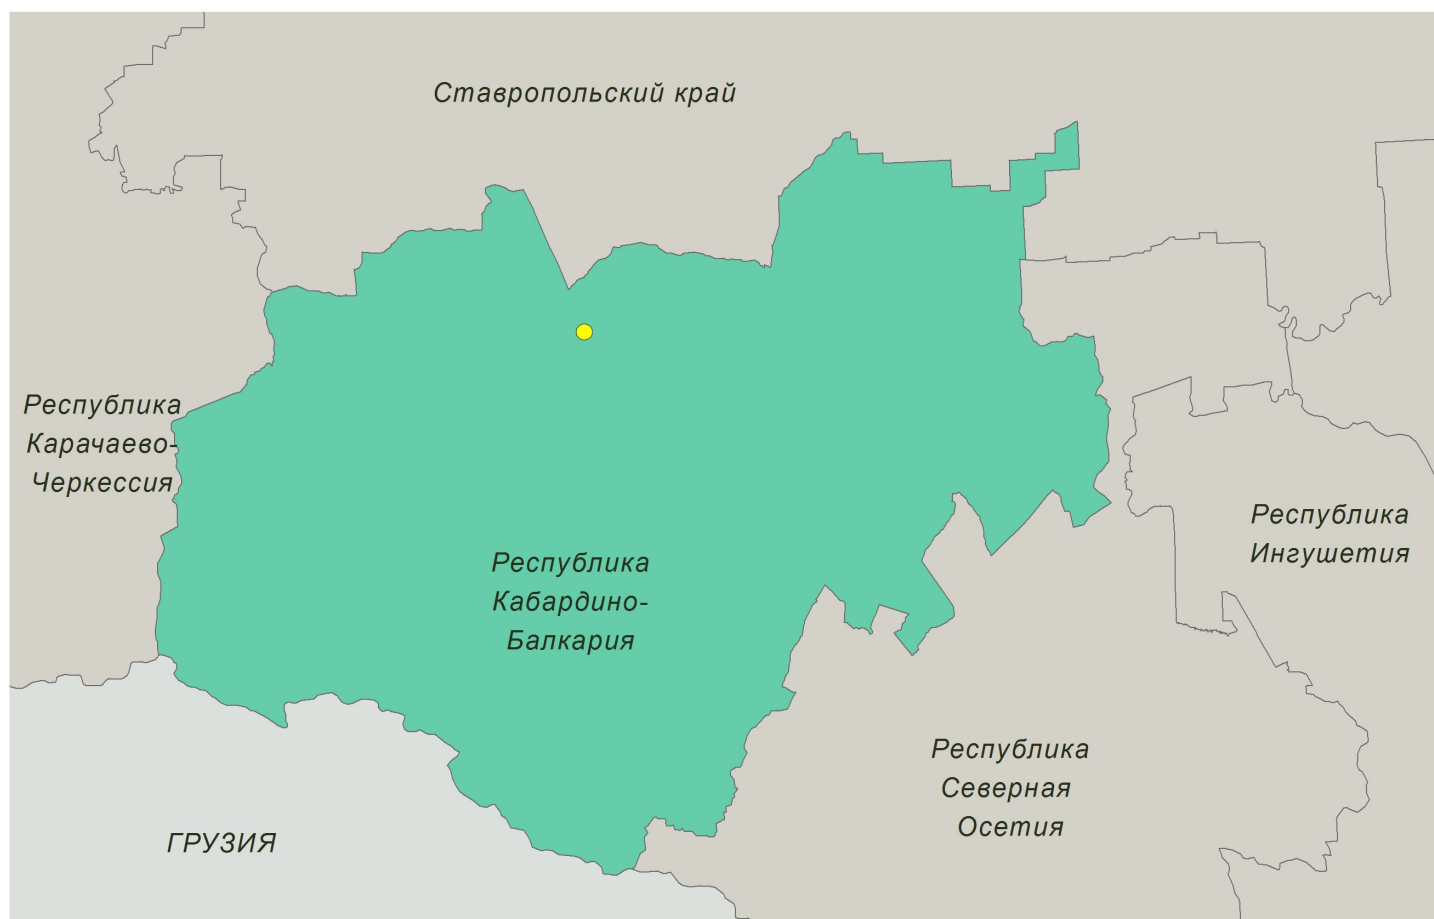 Ставропольский край
Республика
Карачаево-
Черкессия
Республика
Ингушетия
Республика
Кабардино-
Балкария
Республика
Северная
Осетия
ГРУЗИЯ